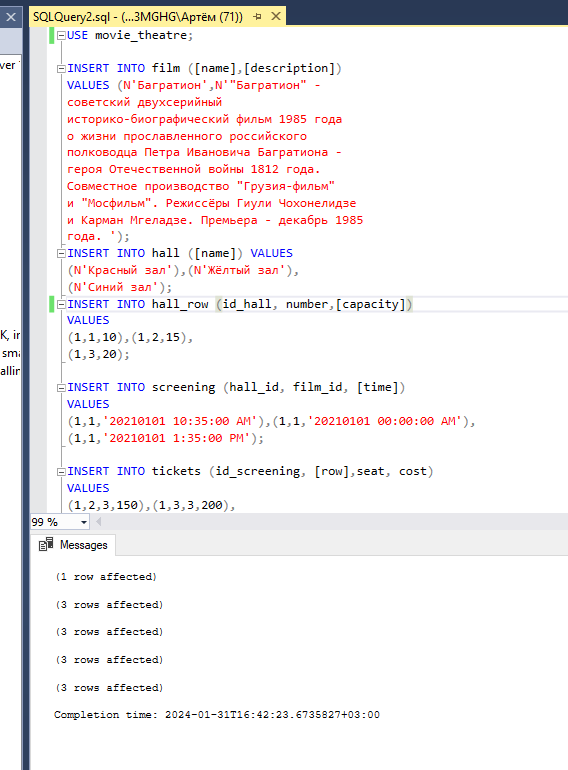 SQLQuery2.sql - (...3MGHG\Артём (71))
ver
USE movie_theatre;
INSERT INTO film ([name],[description])
VALUES (N'Багратион',N'"Багратион" -
советский двухсерийный
историко-биографический фильм 1985 года
о жизни прославленного российского
полководца Петра Ивановича Багратиона -
героя Отечественной войны 1812 года.
Совместное производство "Грузия-фильм"
и "Мосфильм". Режиссёры Гиули Чохонелидзе
и Карман Мгеладзе. Премьера - декабрь 1985
года. ');
INSERT INTO hall ([name]) VALUES
(N'Красный зал'),(N'Жёлтый зал'),
(N'Синий зал');
INSERT INTO hall_row (id_hall, number,[capacity])
VALUES
(1,1,10),(1,2,15),
(1,3,20);
K, in
sma
allin
INSERT INTO screening (hall_id, film_id, [time])
VALUES
(1,1,'20210101 10:35:00 AM'),(1,1,'20210101 00:00:00 AM'),
(1,1,'20210101 1:35:00 PM');
INSERT INTO tickets (id_screening, [row],seat, cost)
VALUES
(1,2,3,150),(1,3,3,200),
99 %
Messages
(1 row affected)
(3 rows affected)
(3 rows affected)
(3 rows affected)
(3 rows affected)
Completion time: 2024-01-31T16:42:23.6735827+03:00